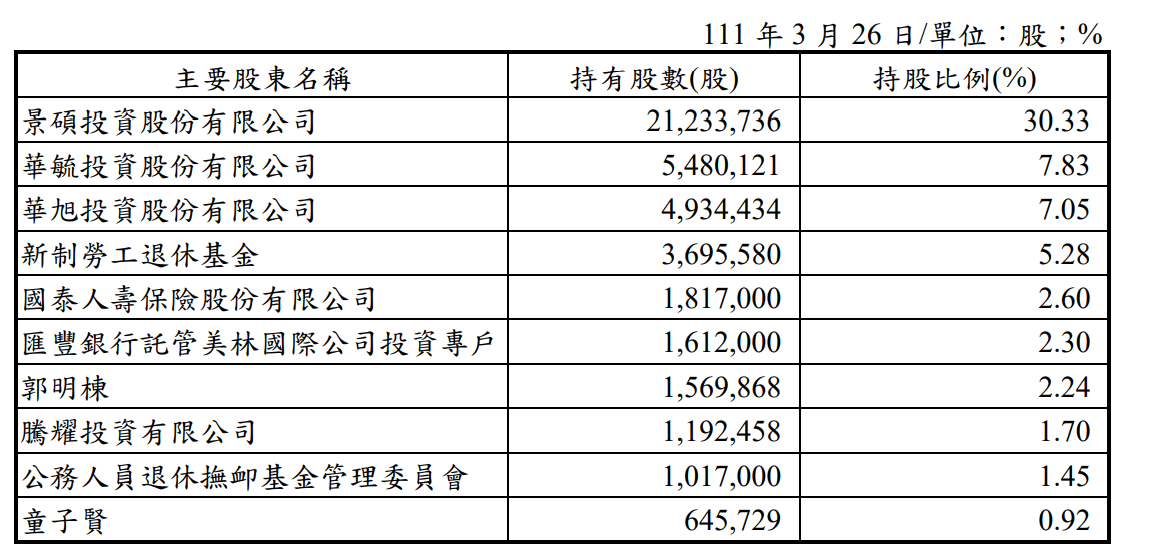 111 年 3 月 26 日/單位：股；%
主要股東名稱 持有股數(股) 持股比例(%)
景碩投資股份有限公司 21,233,736 30.33
華毓投資股份有限公司 5,480,121 7.83
華旭投資股份有限公司 4,934,434 7.05
新制勞工退休基金 3,695,580 5.28
國泰人壽保險股份有限公司 1,817,000 2.60
匯豐銀行託管美林國際公司投資專戶 1,612,000 2.30
郭明棟 1,569,868 2.24
騰耀投資有限公司 1,192,458 1.70
公務人員退休撫卹基金管理委員會 1,017,000 1.45
童子賢 645,729 0.92